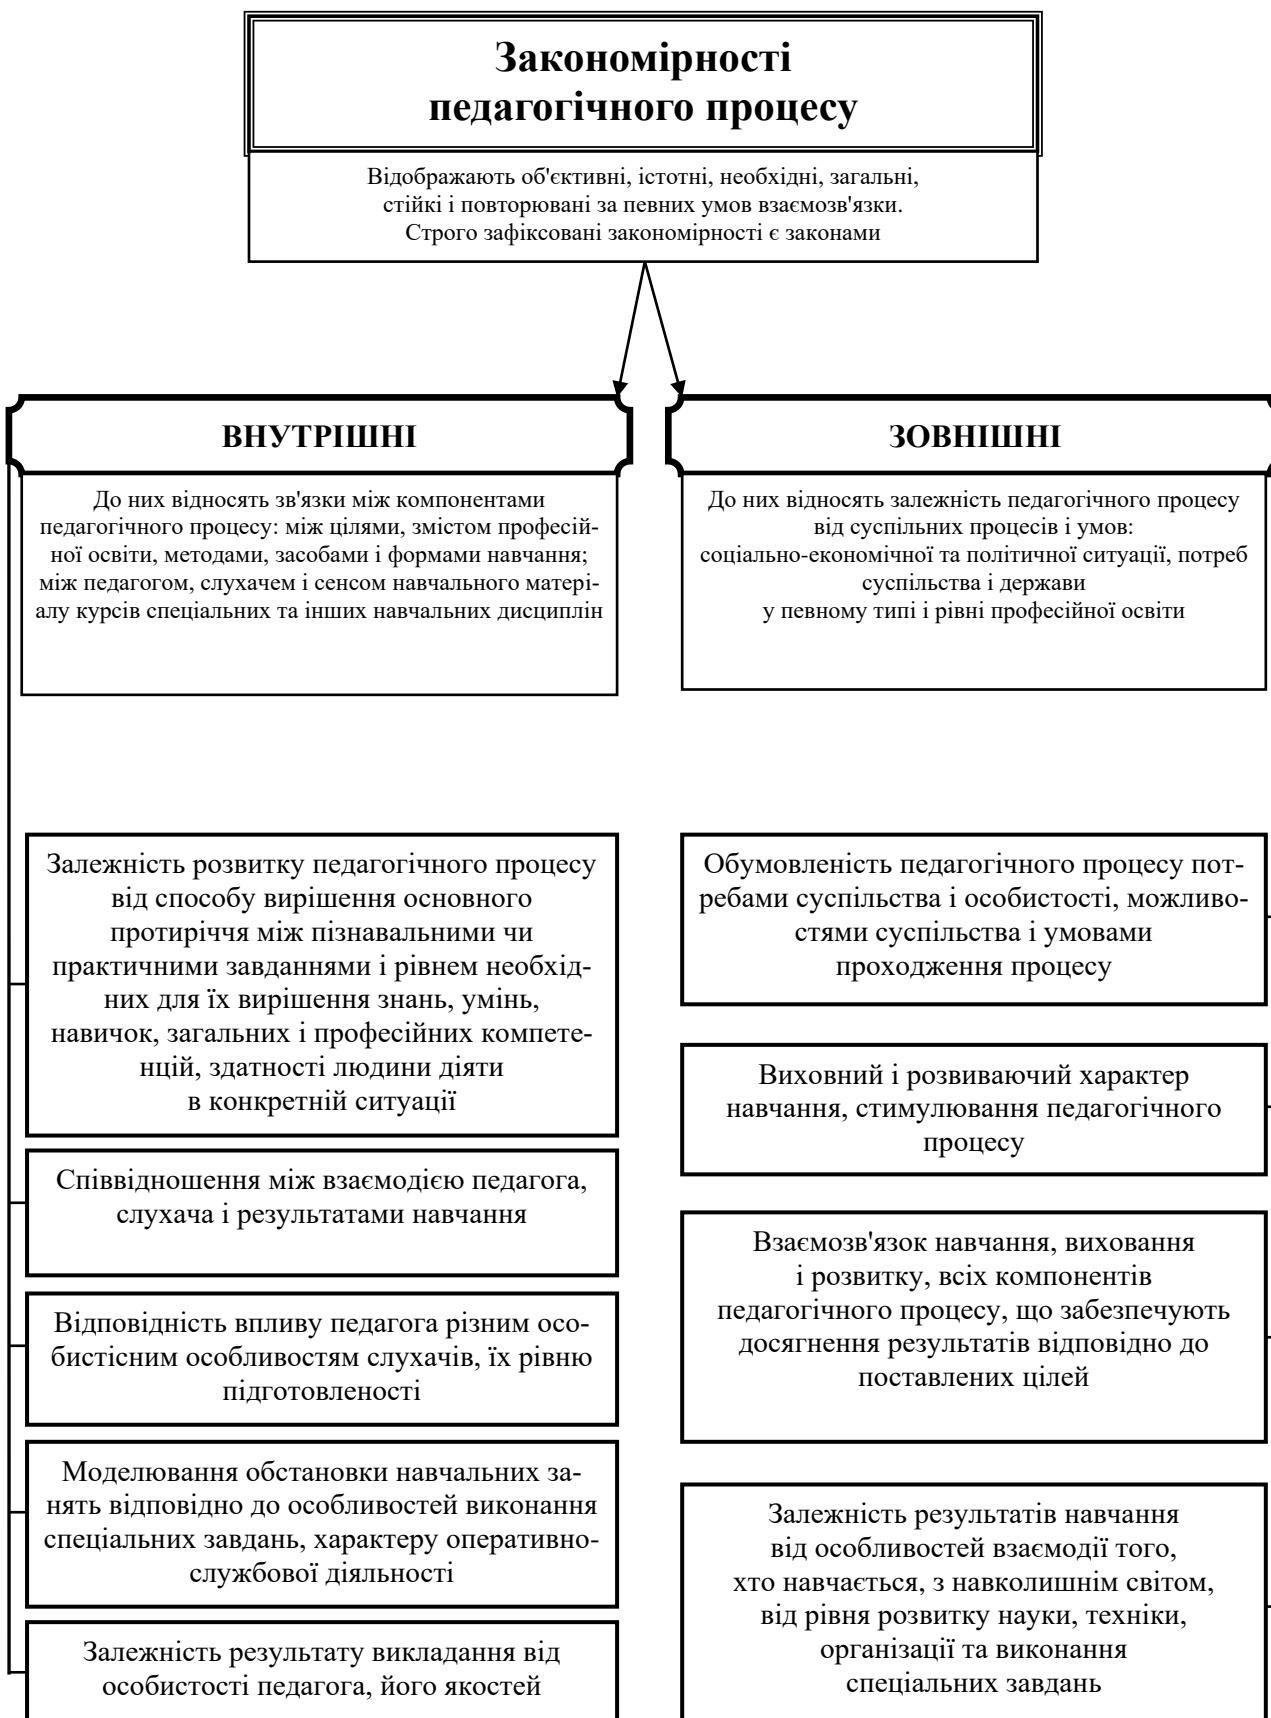 Закономірності
педагогічного процесу
Відображають об'єктивні, істотні, необхідні, загальні,
стійкі і повторювані за певних умов взаємозв'язки.
Строго зафіксовані закономірності є законами
ВНУТРІШНІ
До них відносять зв'язки між компонентами
педагогічного процесу: між цілями, змістом професій-
ної освіти, методами, засобами і формами навчання;
між педагогом, слухачем і сенсом навчального матері-
алу курсів спеціальних та інших навчальних дисциплін
Залежність розвитку педагогічного процесу
від способу вирішення основного
протиріччя між пізнавальними чи
практичними завданнями і рівнем необхід-
них для їх вирішення знань, умінь,
навичок, загальних і професійних компете-
нцій, здатності людини діяти
в конкретній ситуації
Співвідношення між взаємодією педагога,
слухача і результатами навчання
Відповідність впливу педагога різним осо-
бистісним особливостям слухачів, їх рівню
підготовленості
Моделювання обстановки навчальних за-
нять відповідно до особливостей виконання
спеціальних завдань, характеру оперативно-
службової діяльності
Залежність результату викладання від
особистості педагога, його якостей
ЗОВНІШНІ
До них відносять залежність педагогічного процесу
від суспільних процесів і умов:
соціально-економічної та політичної ситуації, потреб
суспільства і держави
у певному типі і рівні професійної освіти
Обумовленість педагогічного процесу пот-
ребами суспільства і особистості, можливо-
стями суспільства і умовами
проходження процесу
Виховний і розвиваючий характер
навчання, стимулювання педагогічного
процесу
Взаємозв'язок навчання, виховання
і розвитку, всіх компонентів
педагогічного процесу, що забезпечують
досягнення результатів відповідно до
поставлених цілей
Залежність результатів навчання
від особливостей взаємодії того,
хто навчається, з навколишнім світом,
від рівня розвитку науки, техніки,
організації та виконання
спеціальних завдань